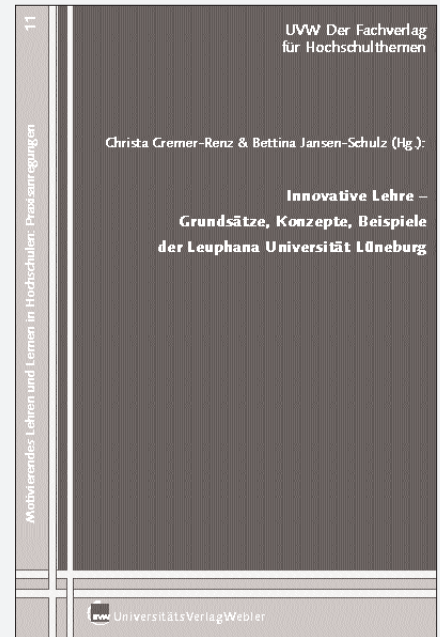 11
Motivierendes Lehren und Lernen in Hochschulen: Praxisanregungen
UVW Der Fachverlag
für Hochschulthemen
Christa Cremer-Renz & Bettina Jansen-Schulz (Hg.):
Innovative Lehre –
Grundsätze, Konzepte, Beispiele
der Leuphana Universität Lüneburg
UVW UniversitätsVerlagWebler